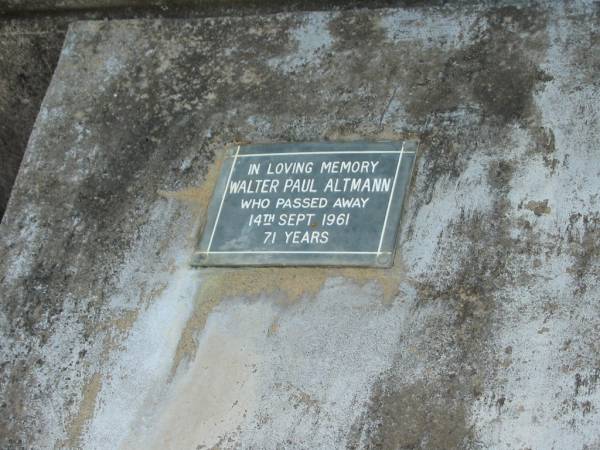 IN LOVING MEMORY
WALTER PAUL ALTMANN
WHO PASSED AWAY
14TH SEPT 1961
71 YEARS